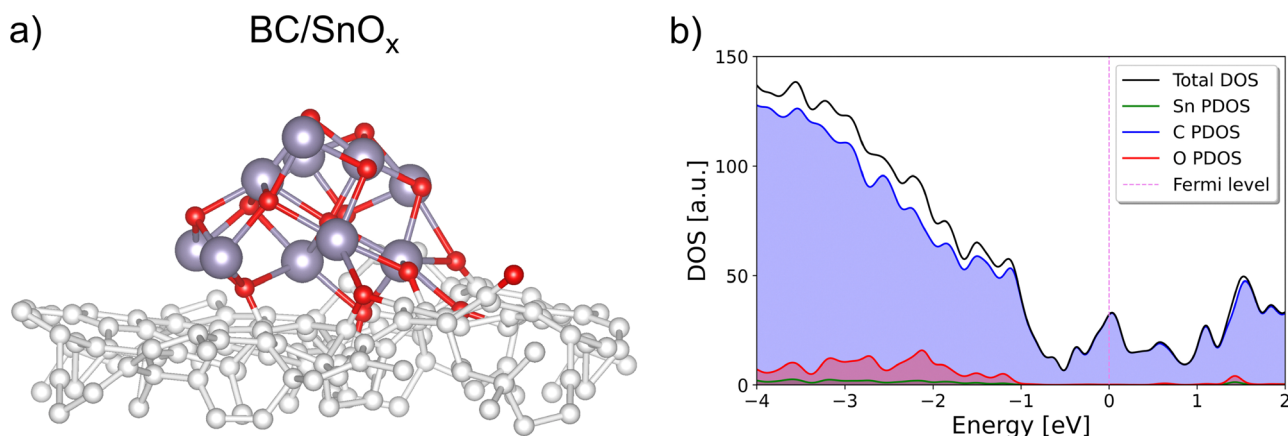 a)
BC/SnOₓ
b)
DOS [a.u.]
150
100
50
0
Total DOS
Sn PDOS
C PDOS
O PDOS
Fermi level
−4
−3
−2
−1
0
1
2
Energy [eV]